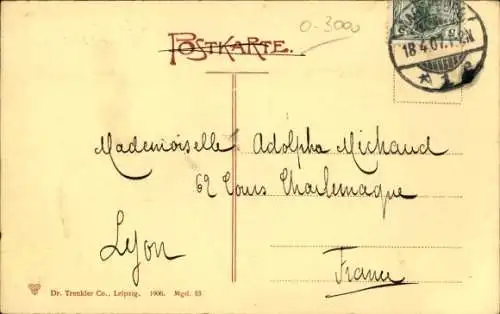 0-3000
POSTKARTE.
18.4.07.
Mademoiselle Adolpha Michaud
62 Cours Charlemagne
Lyon
France
Dr. Trenkler Co., Leipzig. 1906. Mgd. 53